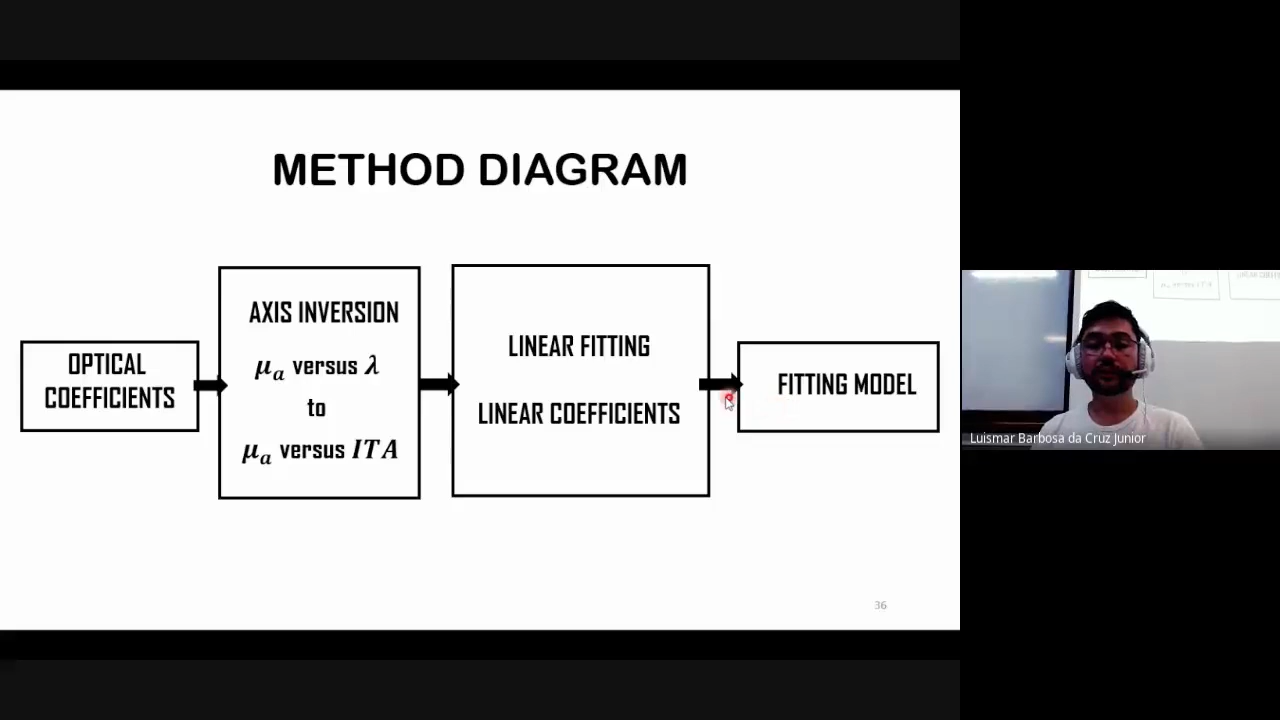 METHOD DIAGRAM
OPTICAL
COEFFICIENTS
AXIS INVERSION
μₐ versus λ
to
μₐ versus ITA
LINEAR FITTING
LINEAR COEFFICIENTS
FITTING MODEL
36
Luismar Barbosa da Cruz Junior